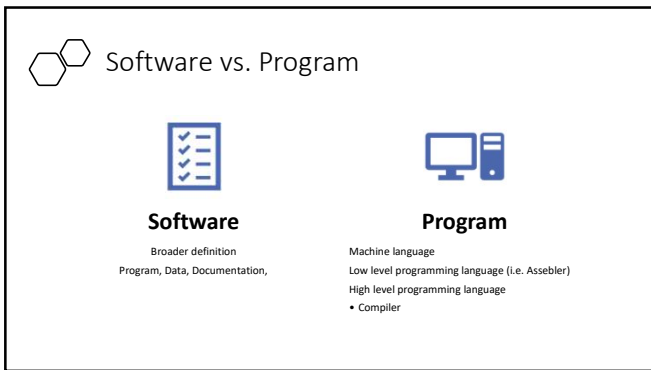 Software vs. Program
Software
Broader definition
Program, Data, Documentation,
Program
Machine language
Low level programming language (i.e. Assebler)
High level programming language
• Compiler